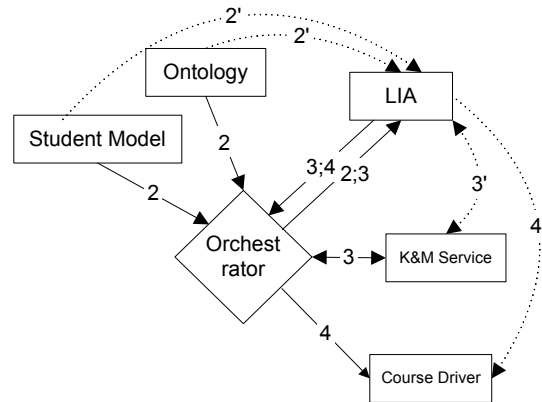 2'
2'
Ontology
LIA
Student Model
2
2
3;4
2;3
3'
Orchest
rator
3
K&M Service
4
4
Course Driver